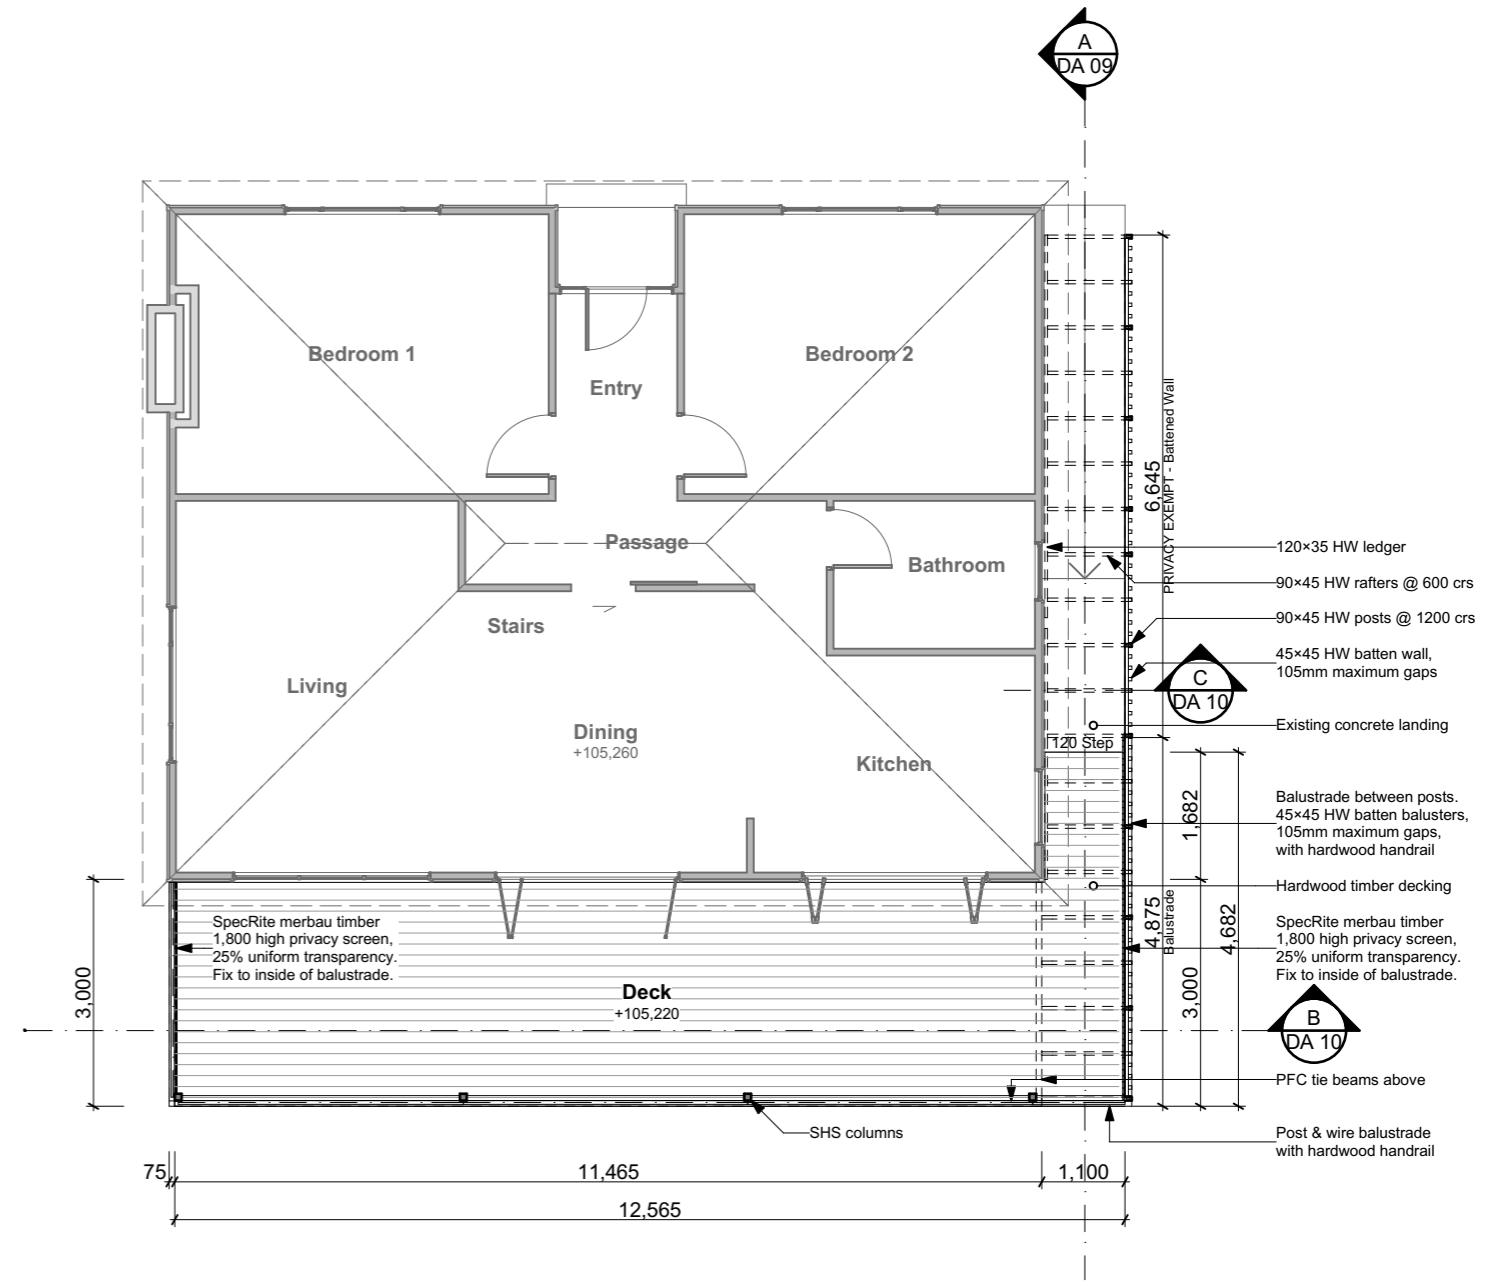 A
DA 09
Bedroom 1
Bedroom 2
Entry
6,645
PRIVACY EXEMPT - Battened Wall
Passage
Bathroom
120×35 HW ledger
90×45 HW rafters @ 600 crs
90×45 HW posts @ 1200 crs
Stairs
45×45 HW batten wall,
105mm maximum gaps
Living
C
DA 10
Dining
+105,260
Existing concrete landing
120 Step
Kitchen
1,682
Balustrade between posts.
45×45 HW batten balusters,
105mm maximum gaps,
with hardwood handrail
Hardwood timber decking
4,875
Balustrade
4,682
SpecRite merbau timber
1,800 high privacy screen,
25% uniform transparency.
Fix to inside of balustrade.
SpecRite merbau timber
1,800 high privacy screen,
25% uniform transparency.
Fix to inside of balustrade.
3,000
Deck
+105,220
3,000
B
DA 10
PFC tie beams above
SHS columns
Post & wire balustrade
with hardwood handrail
75
11,465
1,100
12,565